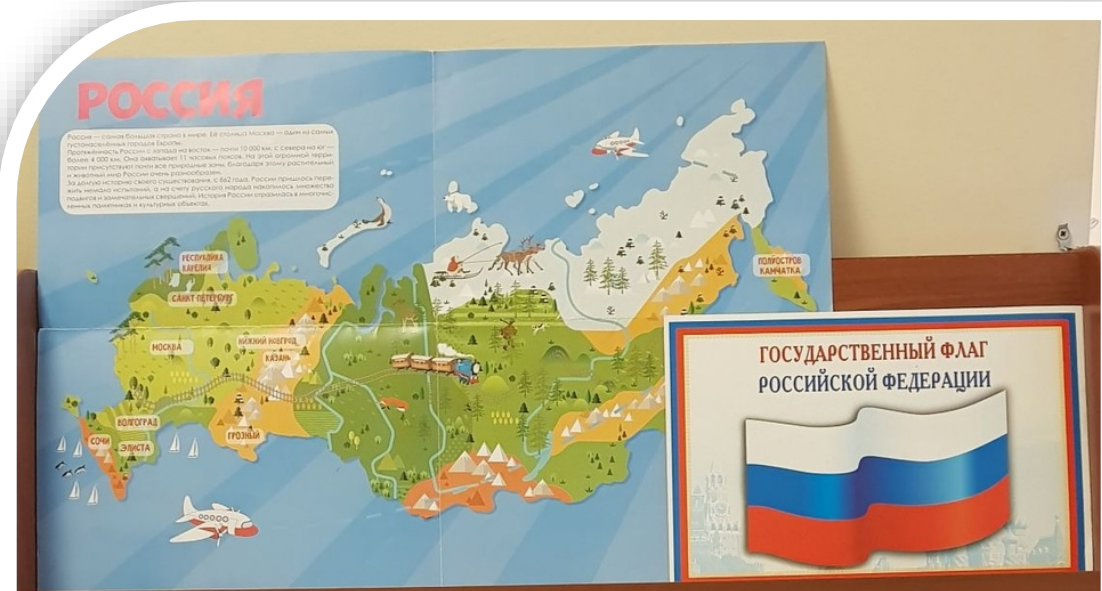 РОССИЯ
Россия — самая большая страна в мире. Её столица Москва — один из самых
густонаселённых городов Европы.
Протяжённость России с запада на восток — почти 10 000 км, с севера на юг —
более 4 000 км. Она охватывает 11 часовых поясов. На этой огромной терри-
тории присутствуют почти все природные зоны, благодаря этому растительный
и животный мир России очень разнообразен.
За долгую историю своего существования, с 862 года, России пришлось пере-
жить немало испытаний, а на счету русского народа накопилось множество
подвигов и замечательных свершений. История России отразилась в многочис-
ленных памятниках и культурных объектах.
РЕСПУБЛИКА
КАРЕЛИЯ
ПОЛУОСТРОВ
КАМЧАТКА
САНКТ-ПЕТЕРБУРГ
МОСКВА
НИЖНИЙ НОВГОРОД
КАЗАНЬ
ВОЛГОГРАД
СОЧИ
ЭЛИСТА
ГРОЗНЫЙ
ГОСУДАРСТВЕННЫЙ ФЛАГ
РОССИЙСКОЙ ФЕДЕРАЦИИ